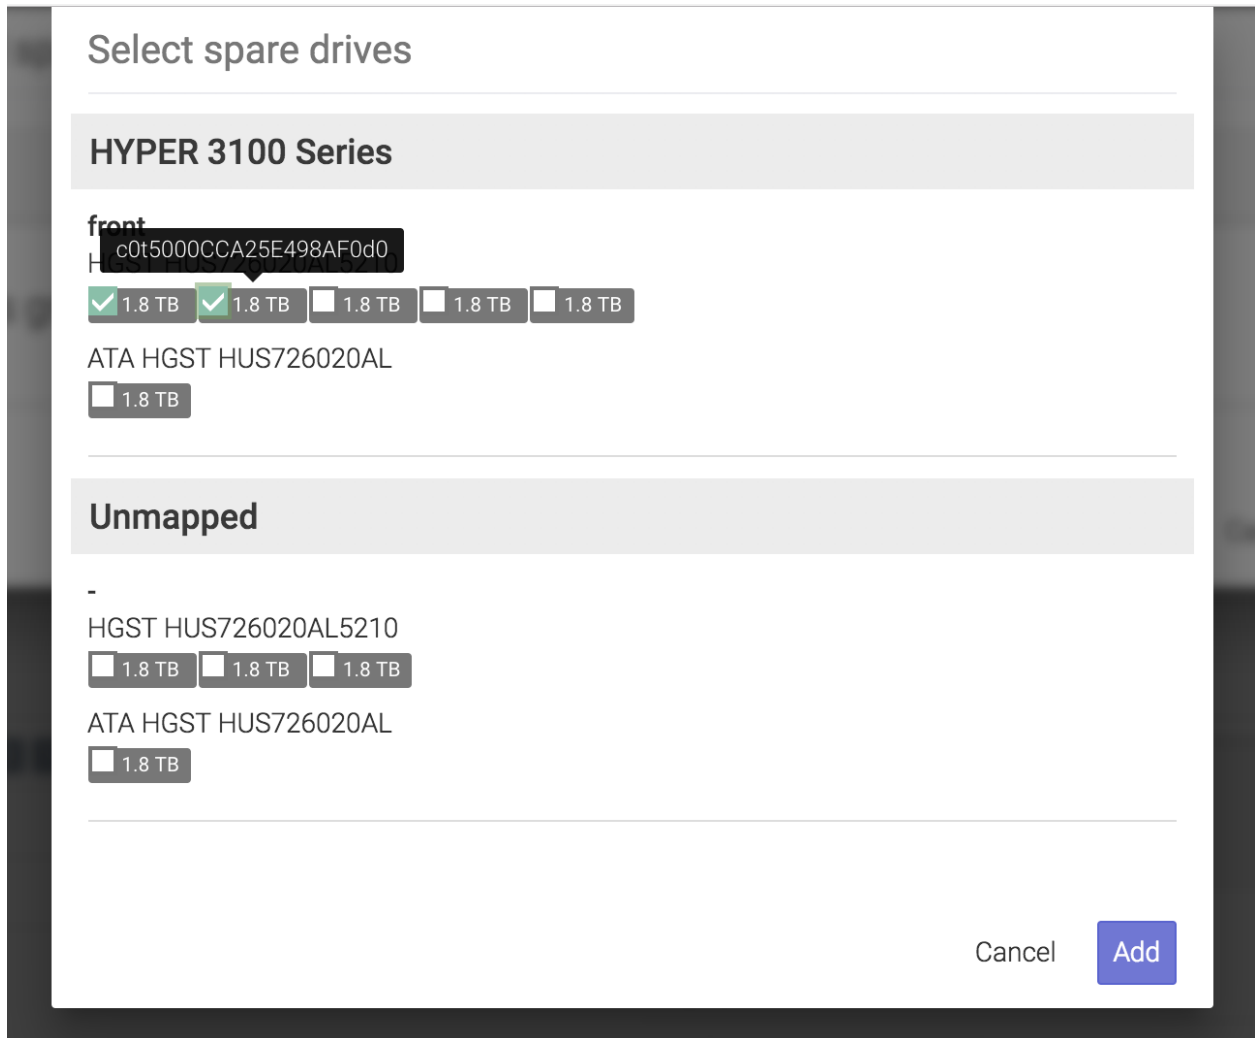 Select spare drives
HYPER 3100 Series
front
c0t5000CCA25E498AF0d0
HGST HUS726020AL5210
1.8 TB 1.8 TB 1.8 TB 1.8 TB 1.8 TB
ATA HGST HUS726020AL
1.8 TB
Unmapped
-
HGST HUS726020AL5210
1.8 TB 1.8 TB 1.8 TB
ATA HGST HUS726020AL
1.8 TB
Cancel Add